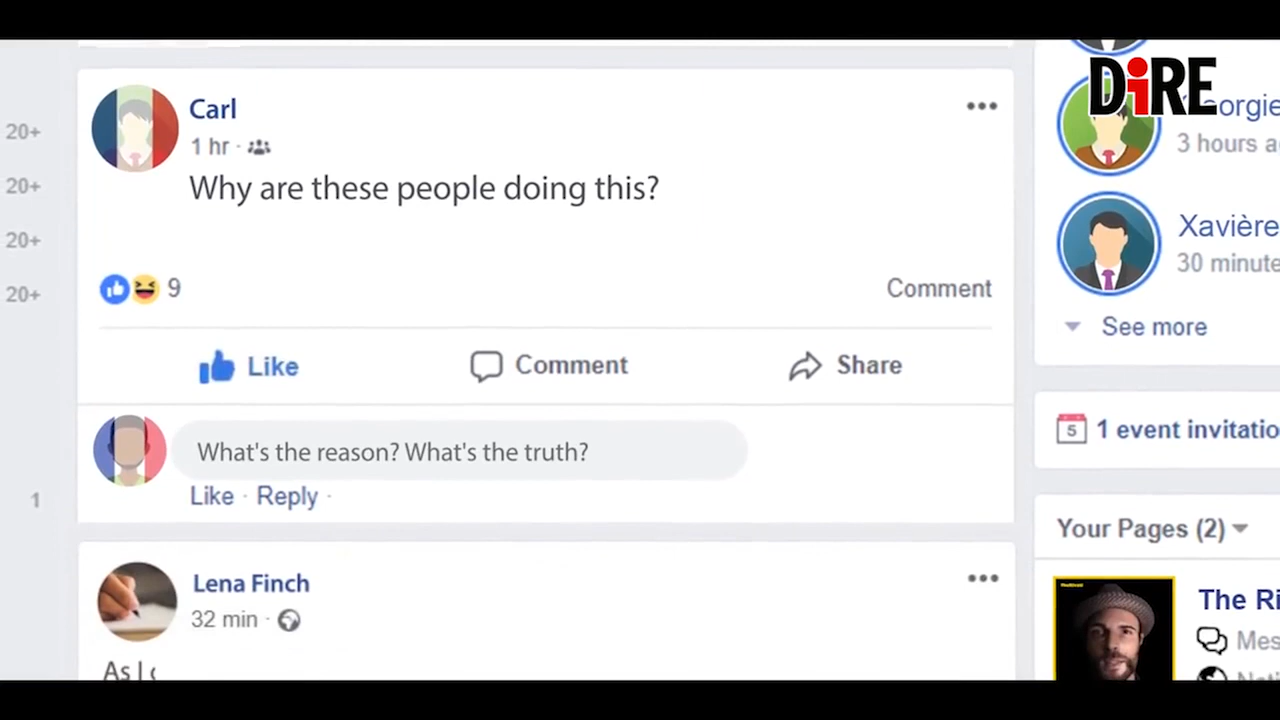 DiRE
20+
20+
20+
20+
1
Carl
1 hr ·
Why are these people doing this?
9
Comment
Like
Comment
Share
What's the reason? What's the truth?
Like · Reply ·
Lena Finch
32 min ·
As I
3 hours
Xavière
30 minute
See more
5
1 event invitatio
Your Pages (2)
The Ri
Mes